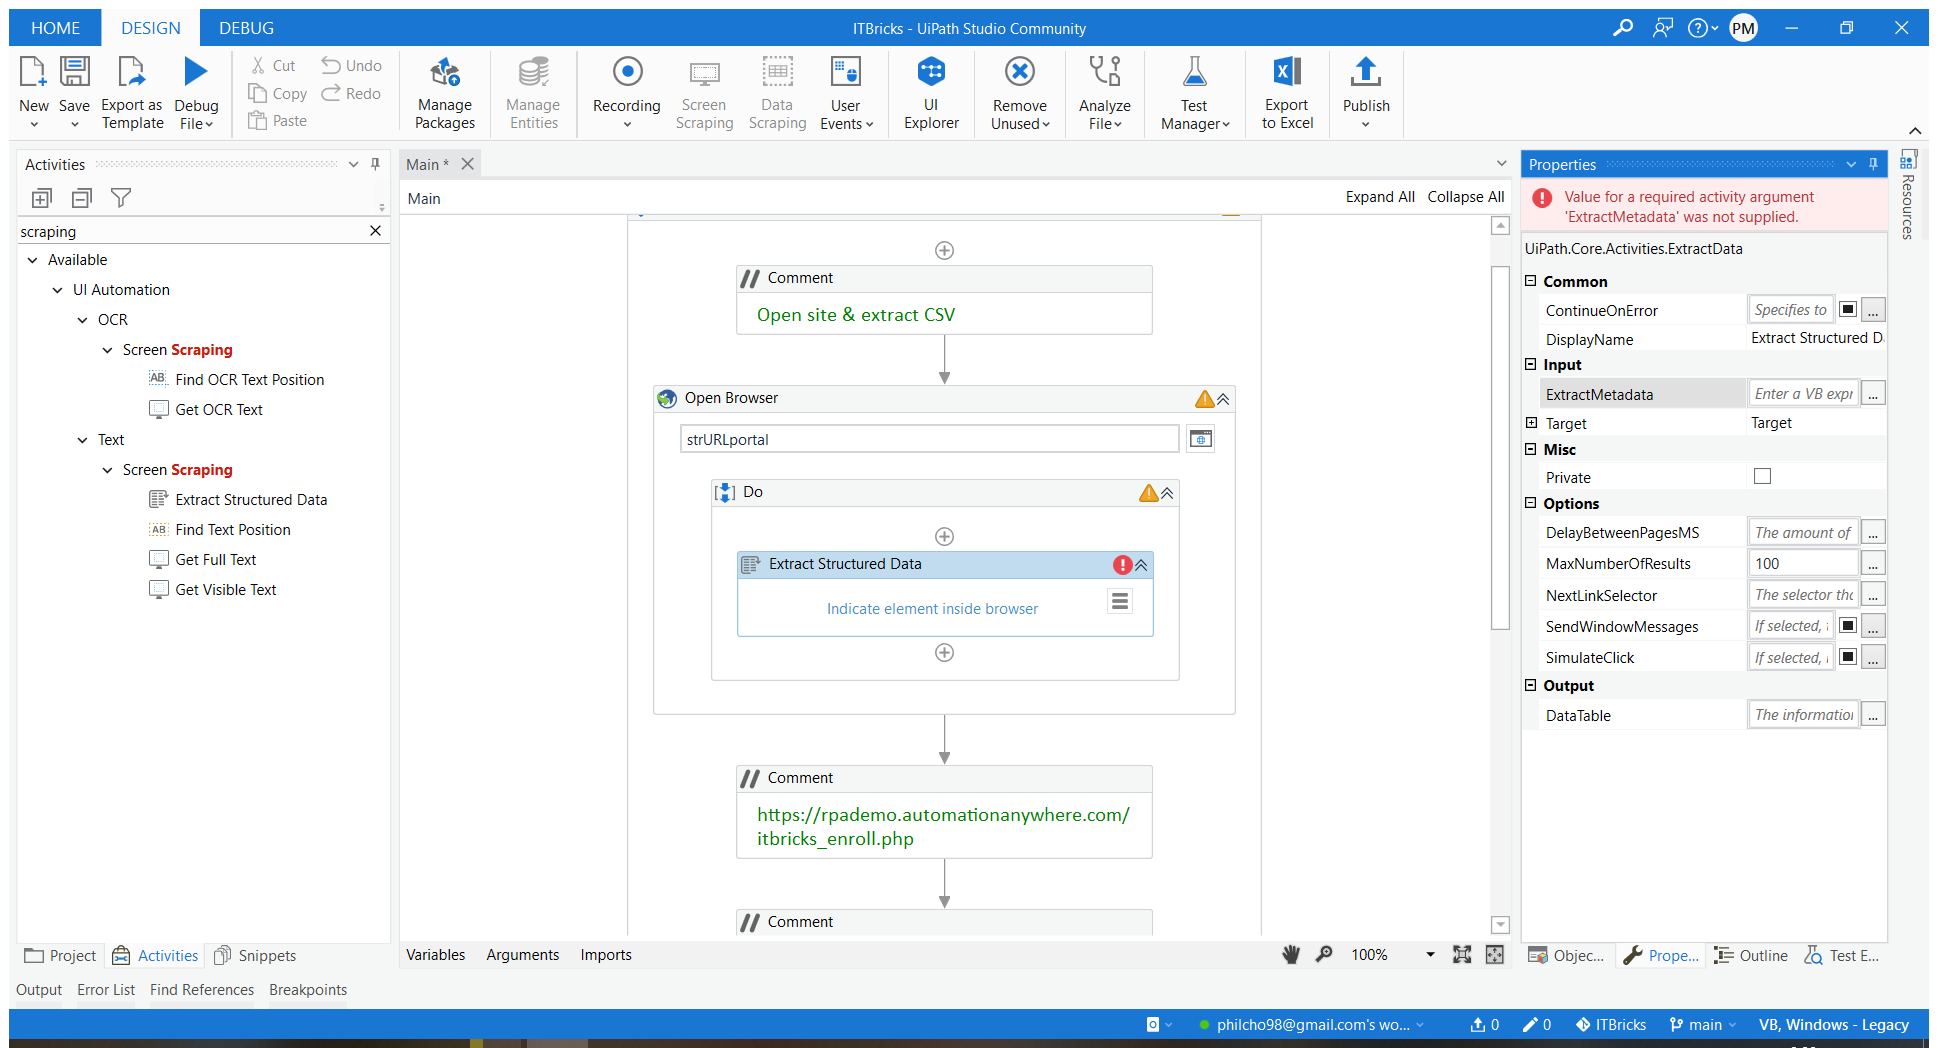 HOME DESIGN DEBUG ITBricks - UiPath Studio Community PM
New Save Export as Template Debug File Cut Copy Paste Undo Redo Manage Packages Manage Entities Recording Screen Scraping Data Scraping User Events UI Explorer Remove Unused Analyze File Test Manager Export to Excel Publish
Activities
scraping
Available
UI Automation
OCR
Screen Scraping
Find OCR Text Position
Get OCR Text
Text
Screen Scraping
Extract Structured Data
Find Text Position
Get Full Text
Get Visible Text
Project Activities Snippets
Main *
Main Expand All Collapse All
// Comment
Open site & extract CSV
Open Browser
strURLportal
Do
Extract Structured Data
Indicate element inside browser
// Comment
https://rpademo.automationanywhere.com/
itbricks_enroll.php
// Comment
Variables Arguments Imports 100%
Properties
Value for a required activity argument
'ExtractMetadata' was not supplied.
UiPath.Core.Activities.ExtractData
Common
ContinueOnError Specifies to ...
DisplayName Extract Structured D
Input
ExtractMetadata Enter a VB expr ...
Target Target
Misc
Private
Options
DelayBetweenPagesMS The amount of ...
MaxNumberOfResults 100 ...
NextLinkSelector The selector tha ...
SendWindowMessages If selected, ...
SimulateClick If selected, ...
Output
DataTable The information ...
Objec... Prope... Outline Test E...
Resources
Output Error List Find References Breakpoints
philcho98@gmail.com's wo... 0 0 ITBricks main VB, Windows - Legacy